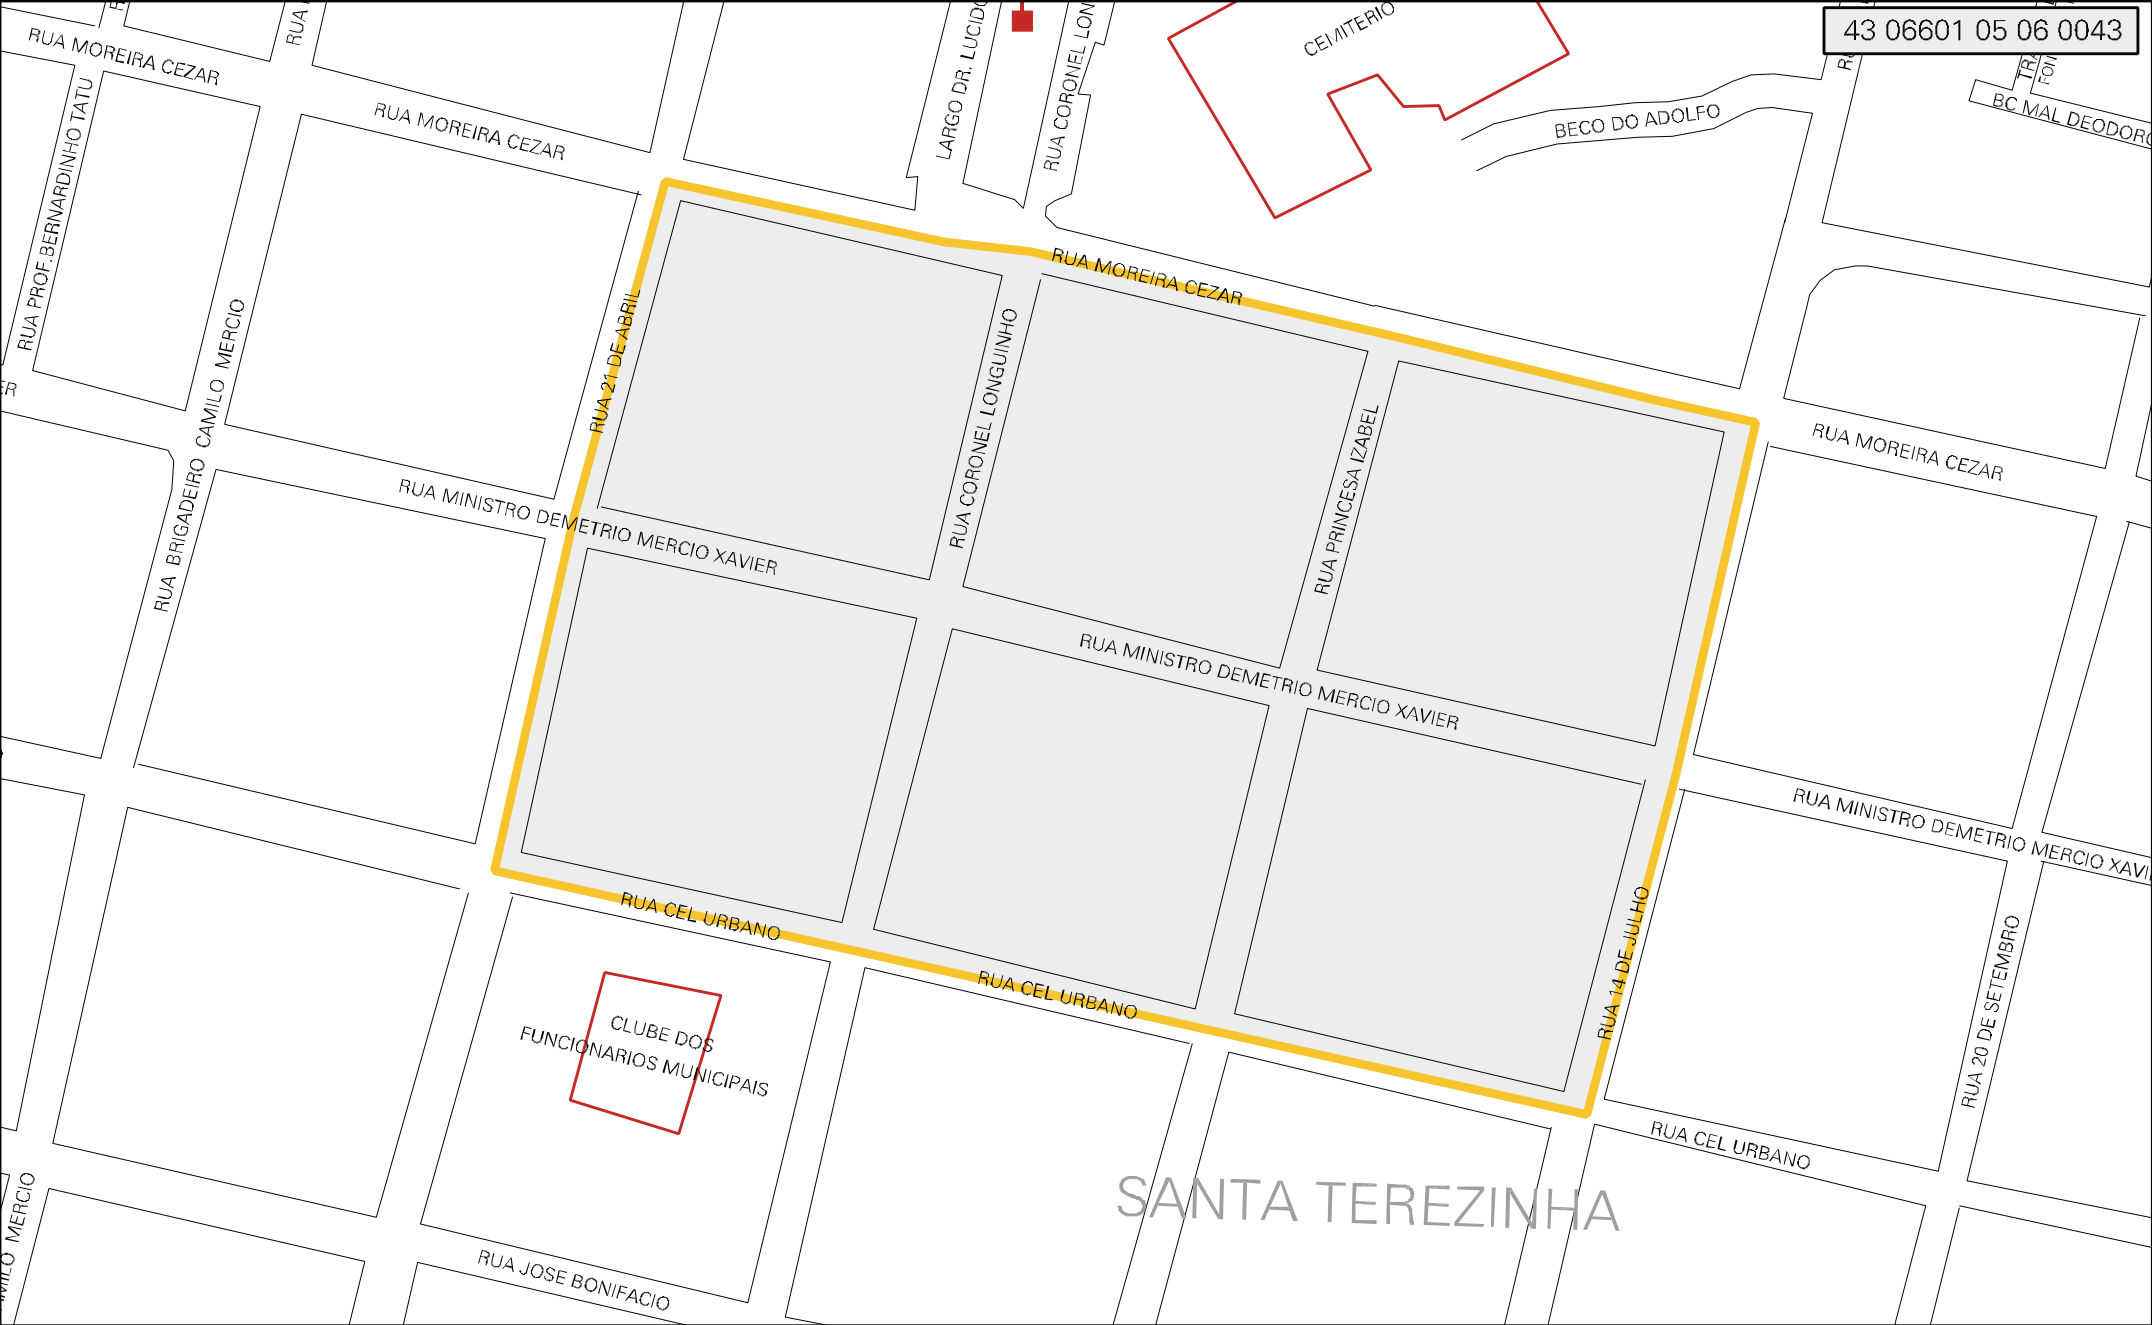 43 06601 05 06 0043
CEMITERIO
RUA MOREIRA CEZAR
LARGO DR. LUCIDO
RUA CORONEL LON
BECO DO ADOLFO
BC MAL DEODORO
RUA MOREIRA CEZAR
RUA PROF.BERNARDINHO TATU
RUA MOREIRA CEZAR
RUA BRIGADEIRO CAMILO MERCIO
RUA 21 DE ABRIL
RUA CORONEL LONGUINHO
RUA PRINCESA IZABEL
RUA MOREIRA CEZAR
RUA MINISTRO DEMETRIO MERCIO XAVIER
RUA MINISTRO DEMETRIO MERCIO XAVIER
RUA MINISTRO DEMETRIO MERCIO XAVI
RUA CEL URBANO
RUA CEL URBANO
RUA 14 DE JULHO
RUA 20 DE SETEMBRO
CLUBE DOS
FUNCIONARIOS MUNICIPAIS
RUA CEL URBANO
SANTA TEREZINHA
MILO MERCIO
RUA JOSE BONIFACIO